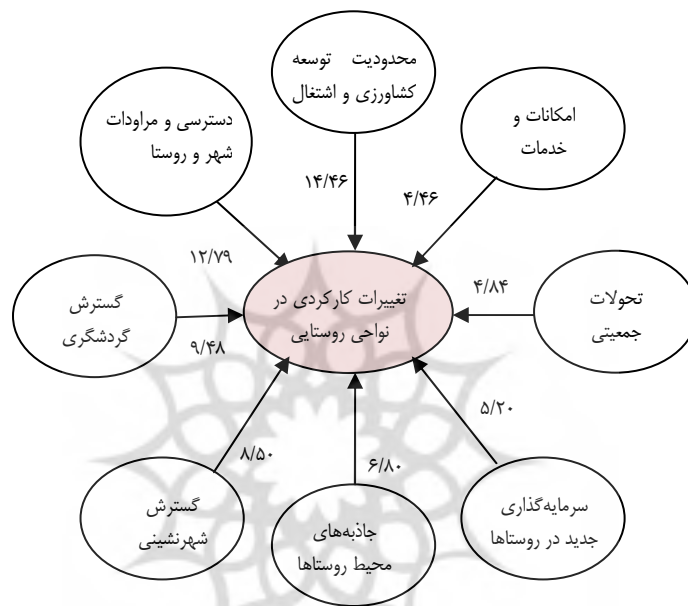 محدودیت توسعه
کشاورزی و اشتغال
دسترسی و مراودات
شهر و روستا
امکانات و
خدمات
۱۴/۴۶
۴/۴۶
۱۲/۷۹
تغییرات کارکردی در
نواحی روستایی
گسترش
گردشگری
۹/۴۸
تحولات
جمعیتی
۴/۸۴
۵/۲۰
۸/۵۰
۶/۸۰
گسترش
شهرنشینی
جاذبه‌های
محیط روستاها
سرمایه‌گذاری
جدید در روستاها